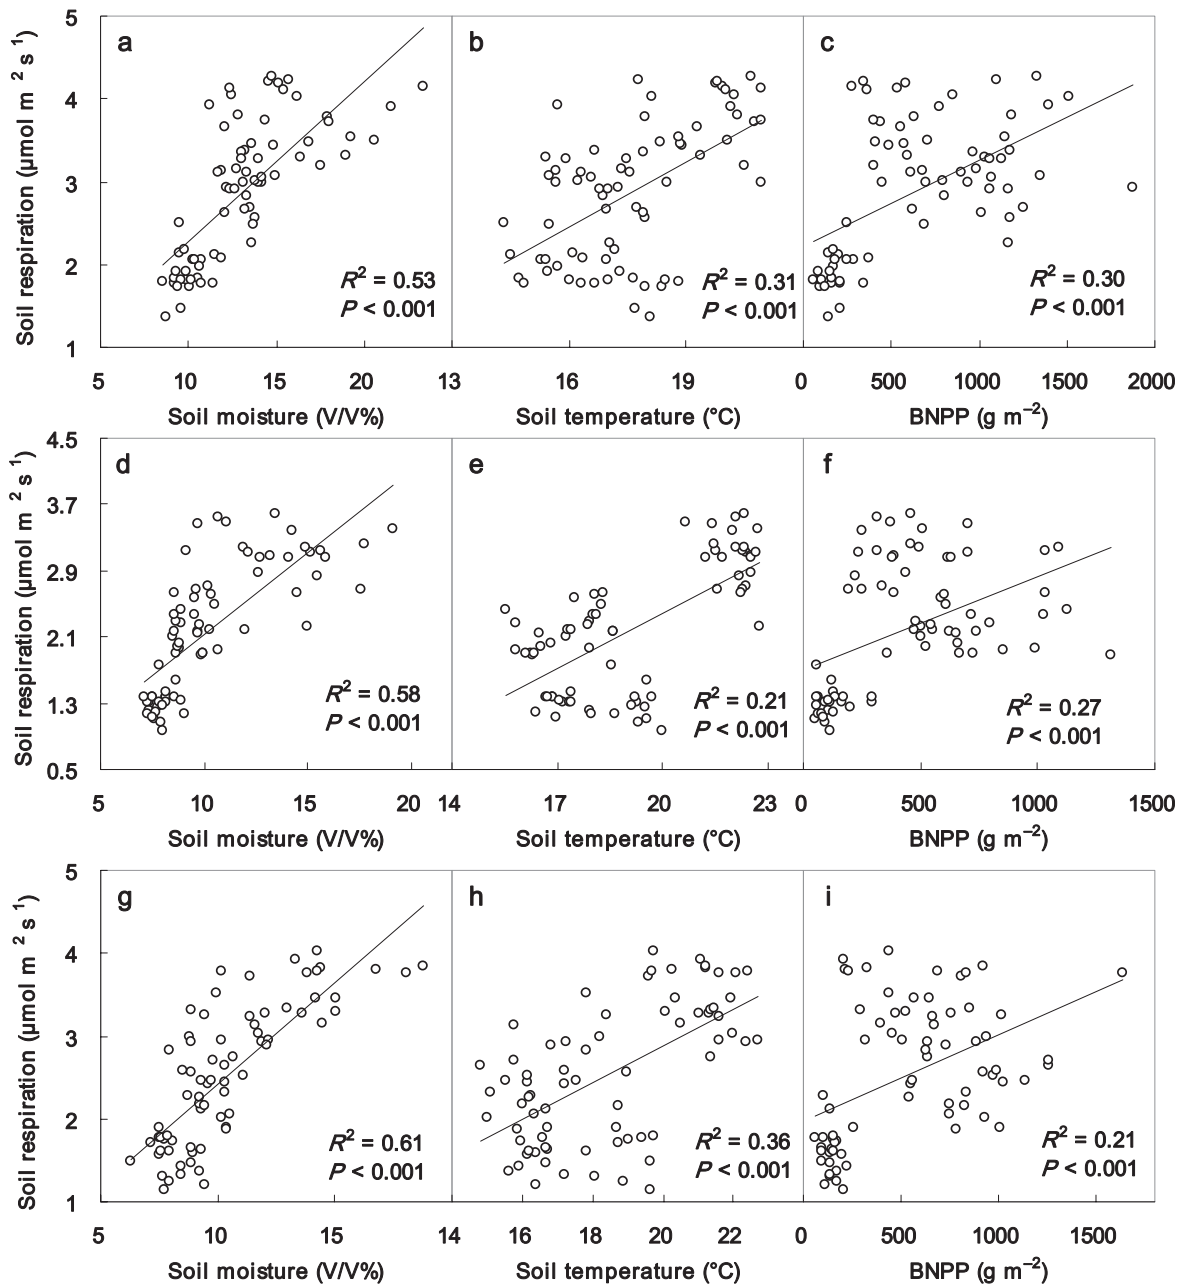 5
4
3
2
1
Soil respiration (µmol m 2 s 1)
a
R2 = 0.53
P < 0.001
b
R2 = 0.31
P < 0.001
c
R2 = 0.30
P < 0.001
5 10 15 20
13 16 19
0 500 1000 1500 2000
Soil moisture (V/V%)
Soil temperature (°C)
BNPP (g m−2)
4.5
3.7
2.9
2.1
1.3
0.5
Soil respiration (µmol m 2 s 1)
d
R2 = 0.58
P < 0.001
e
R2 = 0.21
P < 0.001
f
R2 = 0.27
P < 0.001
5 10 15 20
14 17 20 23
0 500 1000 1500
Soil moisture (V/V%)
Soil temperature (°C)
BNPP (g m−2)
5
4
3
2
1
Soil respiration (µmol m 2 s 1)
g
R2 = 0.61
P < 0.001
h
R2 = 0.36
P < 0.001
i
R2 = 0.21
P < 0.001
5 10 15
14 16 18 20 22
0 500 1000 1500
Soil moisture (V/V%)
Soil temperature (°C)
BNPP (g m−2)